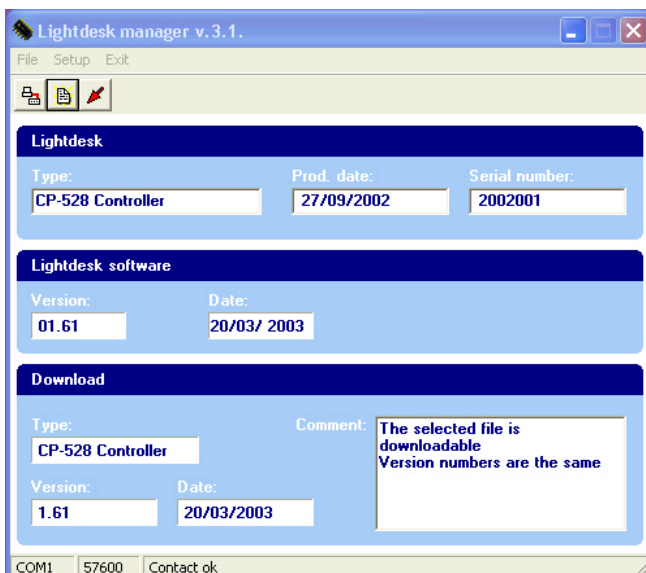 Lightdesk manager v.3.1.
File Setup Exit
Lightdesk
Type: Prod. date: Serial number:
CP-528 Controller 27/09/2002 2002001
Lightdesk software
Version: Date:
01.61 20/03/ 2003
Download
Type: Comment:
CP-528 Controller
The selected file is
downloadable
Version numbers are the same
Version: Date:
1.61 20/03/2003
COM1 57600 Contact ok